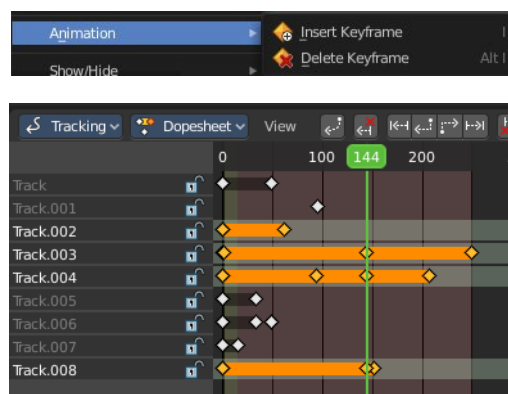 Animation
Insert Keyframe I
Delete Keyframe Alt I
Show/Hide
Tracking Dopesheet View
0 100 144 200
Track
Track.001
Track.002
Track.003
Track.004
Track.005
Track.006
Track.007
Track.008